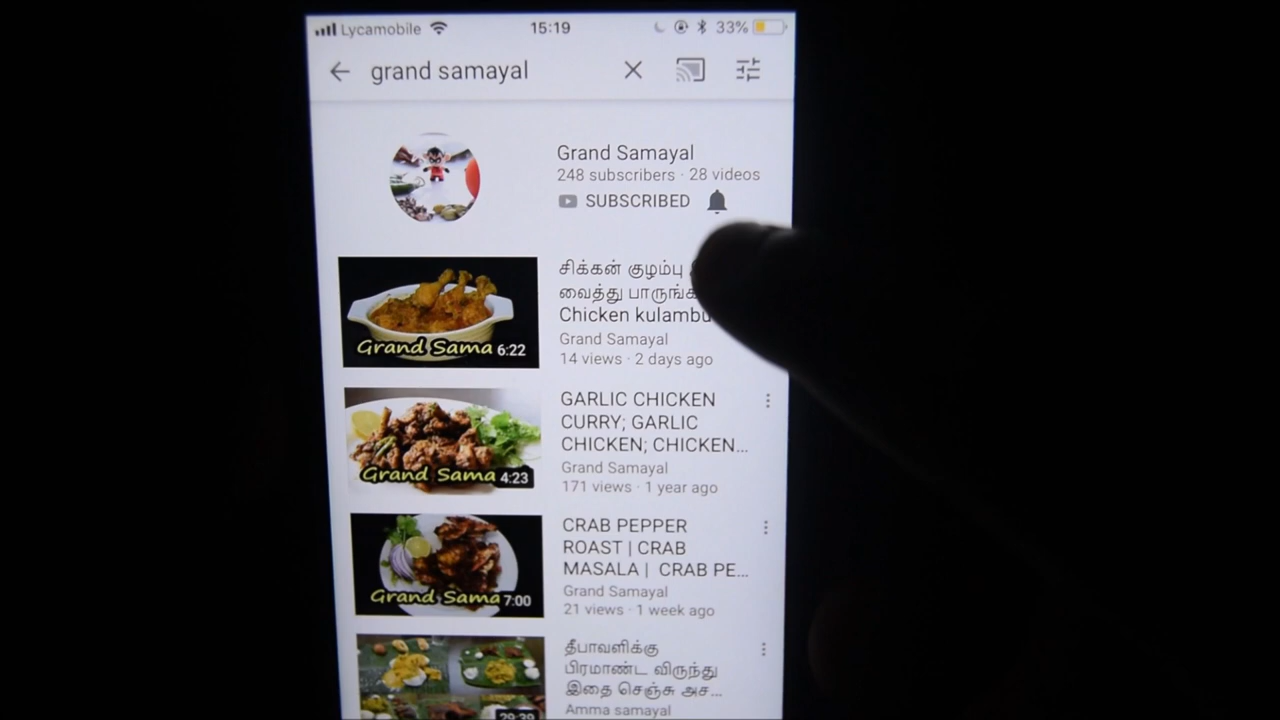 Lycamobile 15:19 33%
grand samayal
Grand Samayal
248 subscribers · 28 videos
SUBSCRIBED
சிக்கன் குழம்பு
வைத்து
Chicken kulambu
Grand Samayal
14 views · 2 days ago
Grand Sama 6:22
GARLIC CHICKEN
CURRY; GARLIC
CHICKEN; CHICKEN...
Grand Samayal
171 views · 1 year ago
Grand Sama 4:23
CRAB PEPPER
ROAST | CRAB
MASALA | CRAB PE...
Grand Samayal
21 views · 1 week ago
Grand Sama 7:00
தீபாவளிக்கு
பிரமாண்ட விருந்து
இதை செஞ்சு அச...
Amma samayal
29:39